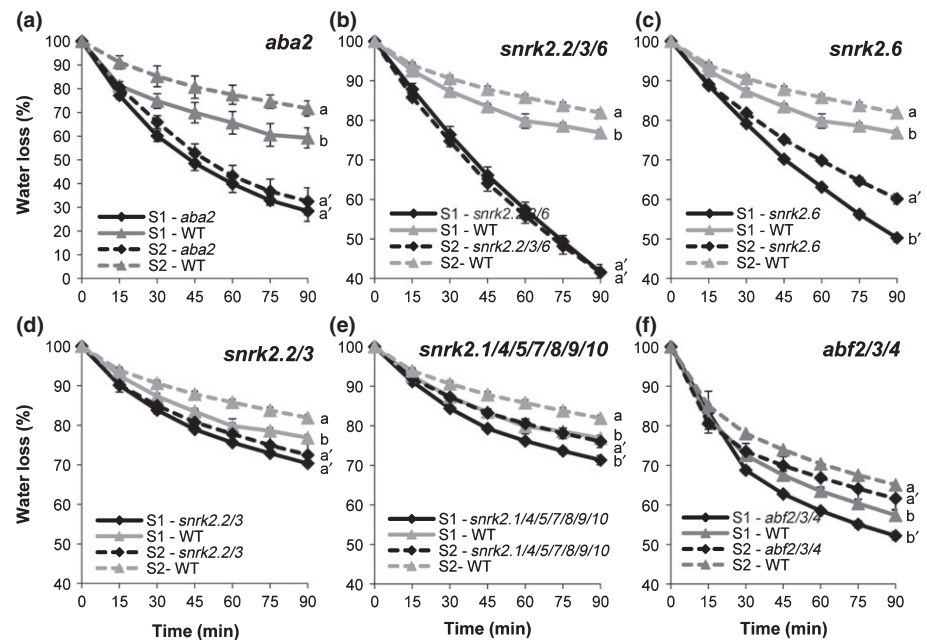 (a)
aba2
Water loss (%)
100
90
80
70
60
50
40
30
20
10
0
a
b
a′
a′
S1 - aba2
S1 - WT
S2 - aba2
S2 - WT
0 15 30 45 60 75 90
(b)
snrk2.2/3/6
100
90
80
70
60
50
40
a
b
a′
a′
S1 - snrk2.2/3/6
S1 - WT
S2 - snrk2.2/3/6
S2- WT
0 15 30 45 60 75 90
(c)
snrk2.6
100
90
80
70
60
50
40
a
b
a′
b′
S1 - snrk2.6
S1 - WT
S2 - snrk2.6
S2- WT
0 15 30 45 60 75 90
(d)
snrk2.2/3
Water loss (%)
100
90
80
70
60
50
40
a
b
a′
a′
S1 - snrk2.2/3
S1 - WT
S2 - snrk2.2/3
S2- WT
0 15 30 45 60 75 90
Time (min)
(e)
snrk2.1/4/5/7/8/9/10
100
90
80
70
60
50
40
a
b
a′
b′
S1 - snrk2.1/4/5/7/8/9/10
S1 - WT
S2 - snrk2.1/4/5/7/8/9/10
S2- WT
0 15 30 45 60 75 90
Time (min)
(f)
abf2/3/4
100
90
80
70
60
50
40
a
a′
b
b′
S1 - abf2/3/4
S1 - WT
S2 - abf2/3/4
S2 - WT
0 15 30 45 60 75 90
Time (min)